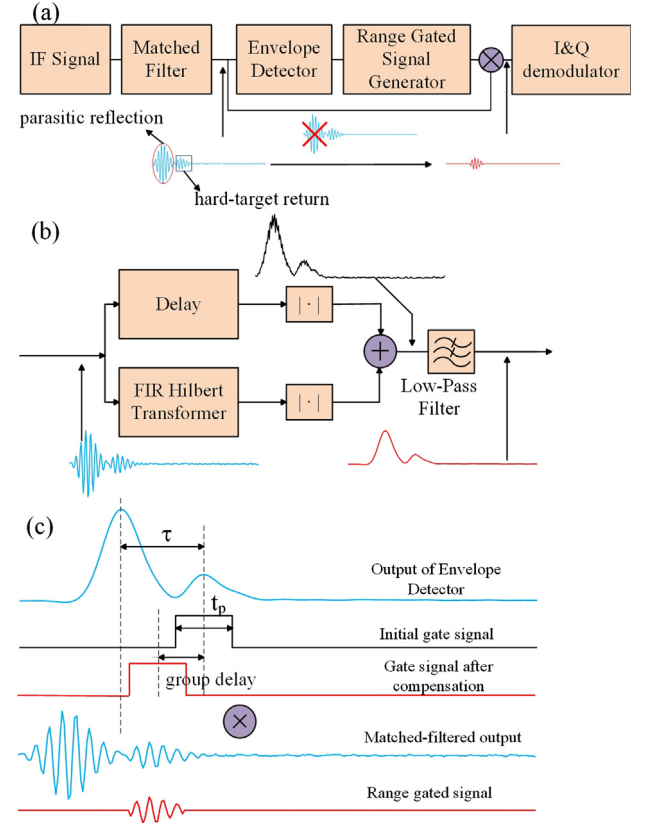 (a)
IF Signal
Matched
Filter
Envelope
Detector
Range Gated
Signal
Generator
I&Q
demodulator
parasitic reflection
hard-target return
(b)
Delay
| · |
FIR Hilbert
Transformer
| · |
Low-Pass
Filter
(c)
τ
Output of Envelope
Detector
tp
Initial gate signal
group delay
Gate signal after
compensation
Matched-filtered output
Range gated signal